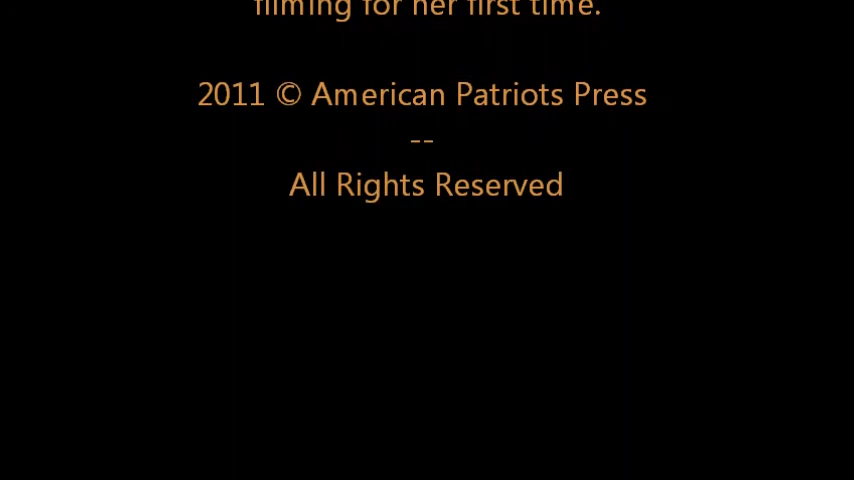 filming for her first time.
2011 © American Patriots Press
--
All Rights Reserved